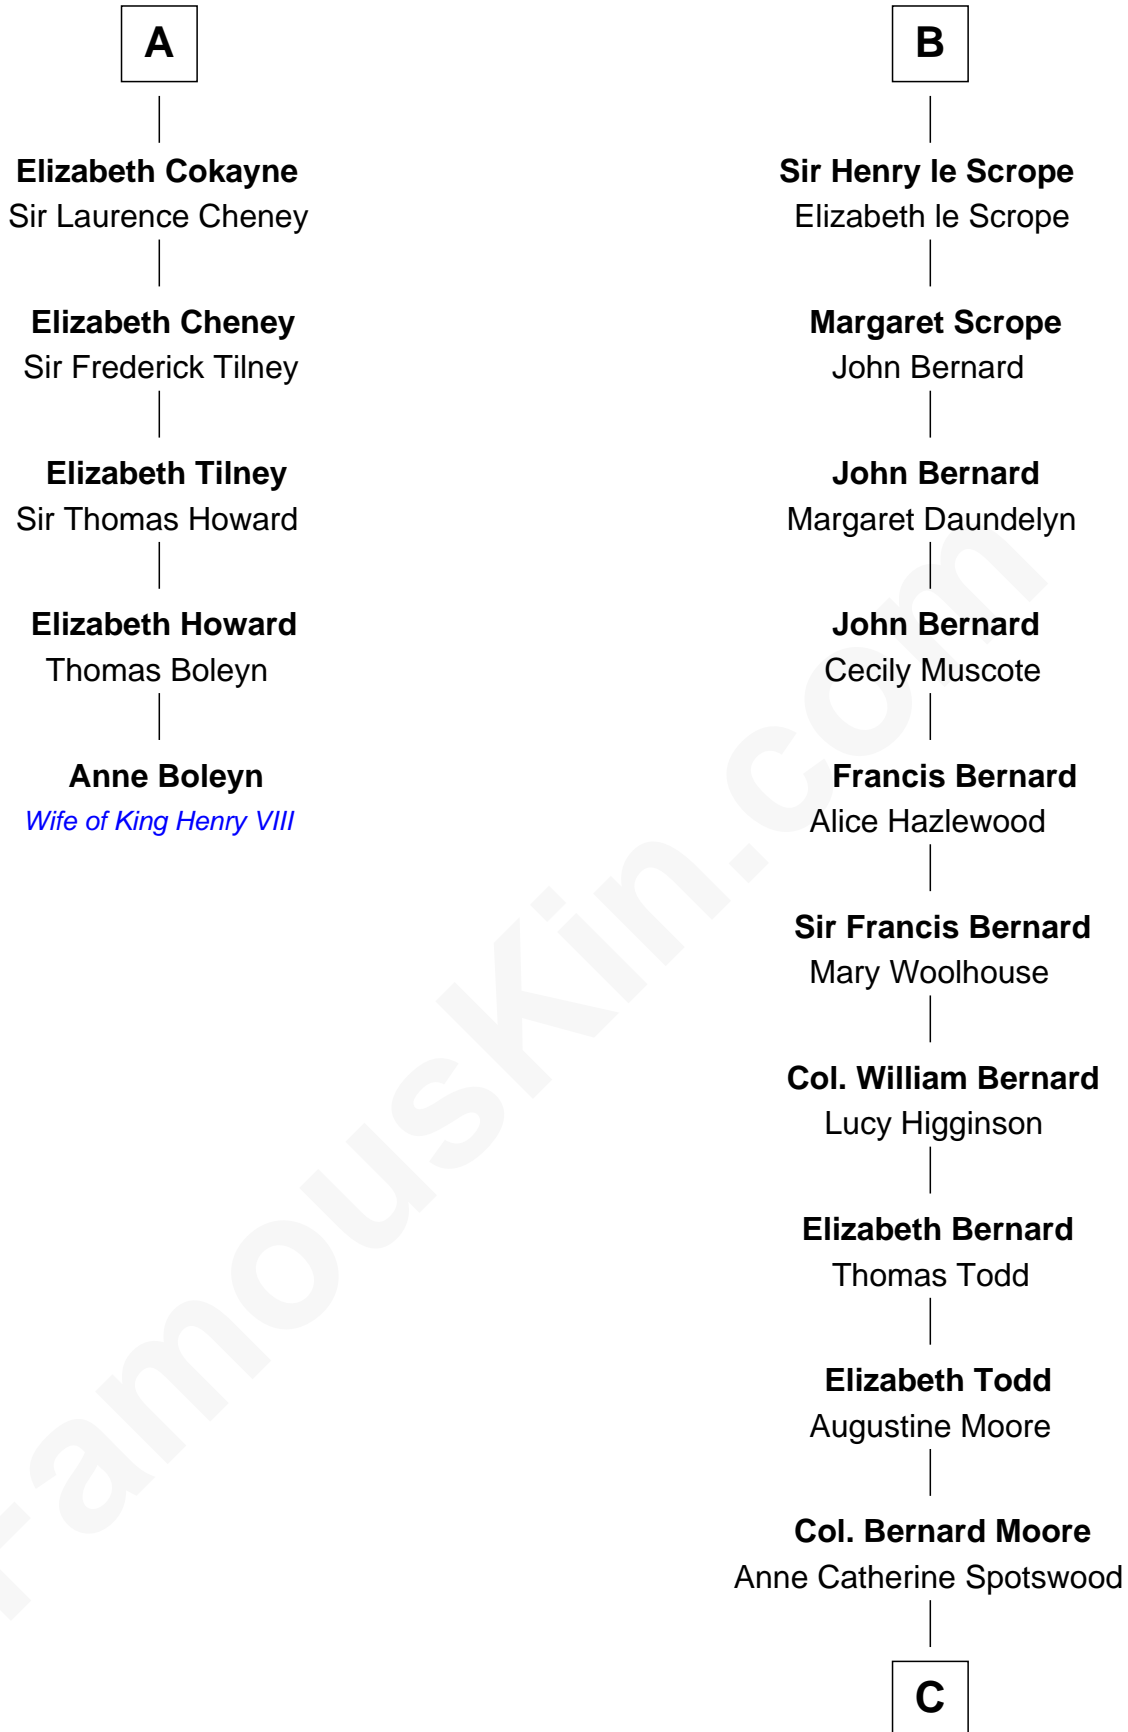 A
Elizabeth Cokayne
Sir Laurence Cheney
Elizabeth Cheney
Sir Frederick Tilney
Elizabeth Tilney
Sir Thomas Howard
Elizabeth Howard
Thomas Boleyn
Anne Boleyn
Wife of King Henry VIII
B
Sir Henry le Scrope
Elizabeth le Scrope
Margaret Scrope
John Bernard
John Bernard
Margaret Daundelyn
John Bernard
Cecily Muscote
Francis Bernard
Alice Hazlewood
Sir Francis Bernard
Mary Woolhouse
Col. William Bernard
Lucy Higginson
Elizabeth Bernard
Thomas Todd
Elizabeth Todd
Augustine Moore
Col. Bernard Moore
Anne Catherine Spotswood
C
FamousKin.com